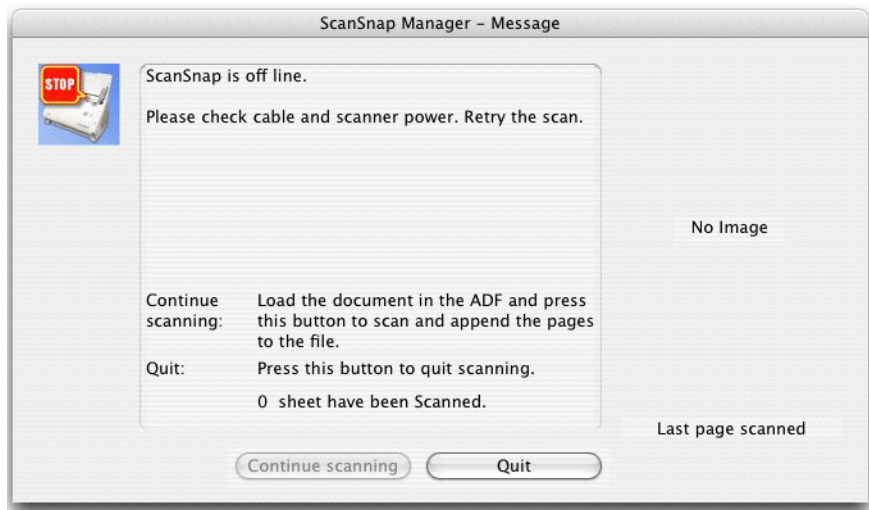 ScanSnap Manager – Message
STOP
ScanSnap is off line.
Please check cable and scanner power. Retry the scan.
No Image
Continue scanning: Load the document in the ADF and press
this button to scan and append the pages
to the file.
Quit: Press this button to quit scanning.
0 sheet have been Scanned.
Last page scanned
Continue scanning
Quit